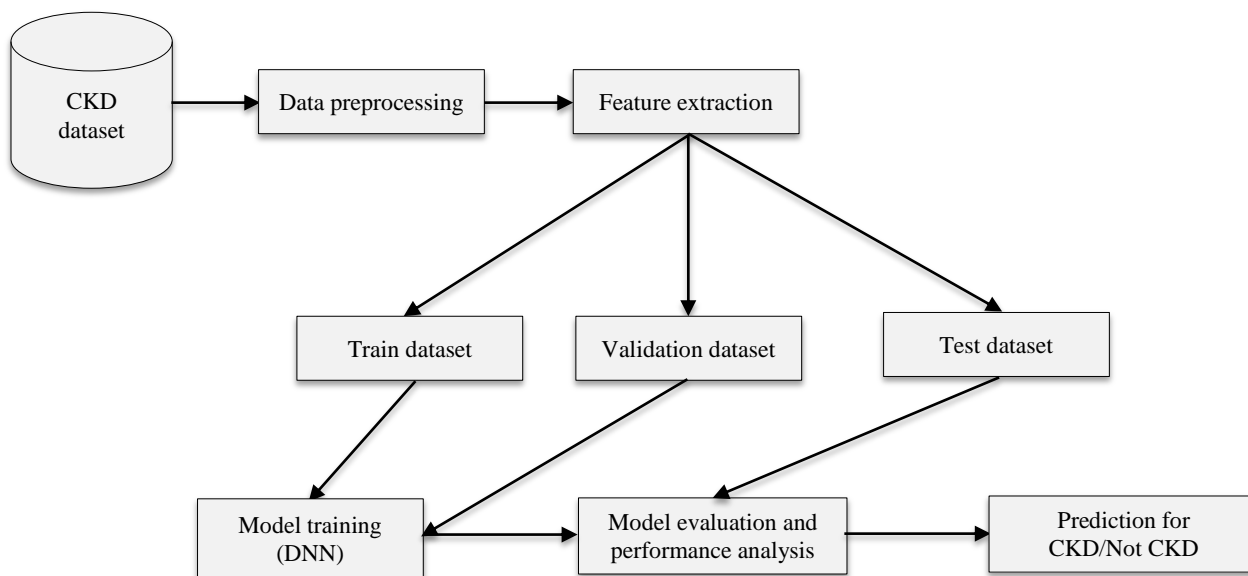 CKD
dataset
Data preprocessing
Feature extraction
Train dataset
Validation dataset
Test dataset
Model training
(DNN)
Model evaluation and
performance analysis
Prediction for
CKD/Not CKD